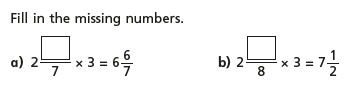 Fill in the missing numbers.
a) 2 □/7 × 3 = 6 6/7
b) 2 □/8 × 3 = 7 1/2